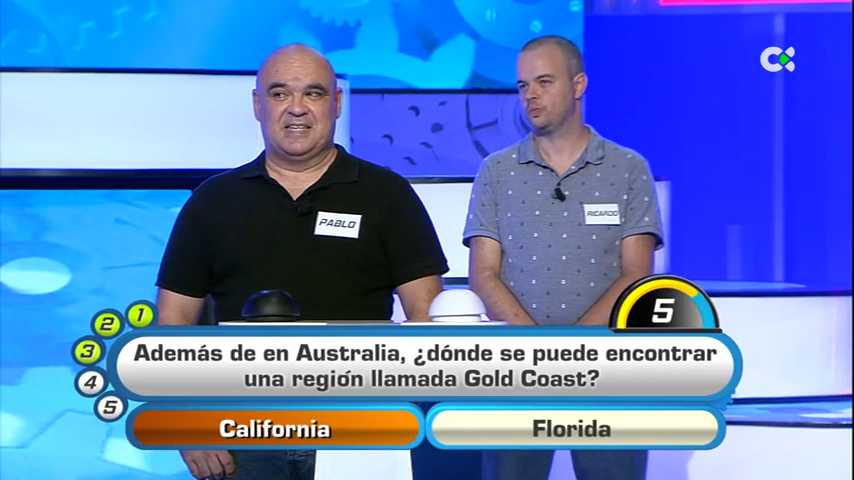 PABLO
RICARDO
5
1
2
3
4
5
Además de en Australia, ¿dónde se puede encontrar
una región llamada Gold Coast?
California
Florida